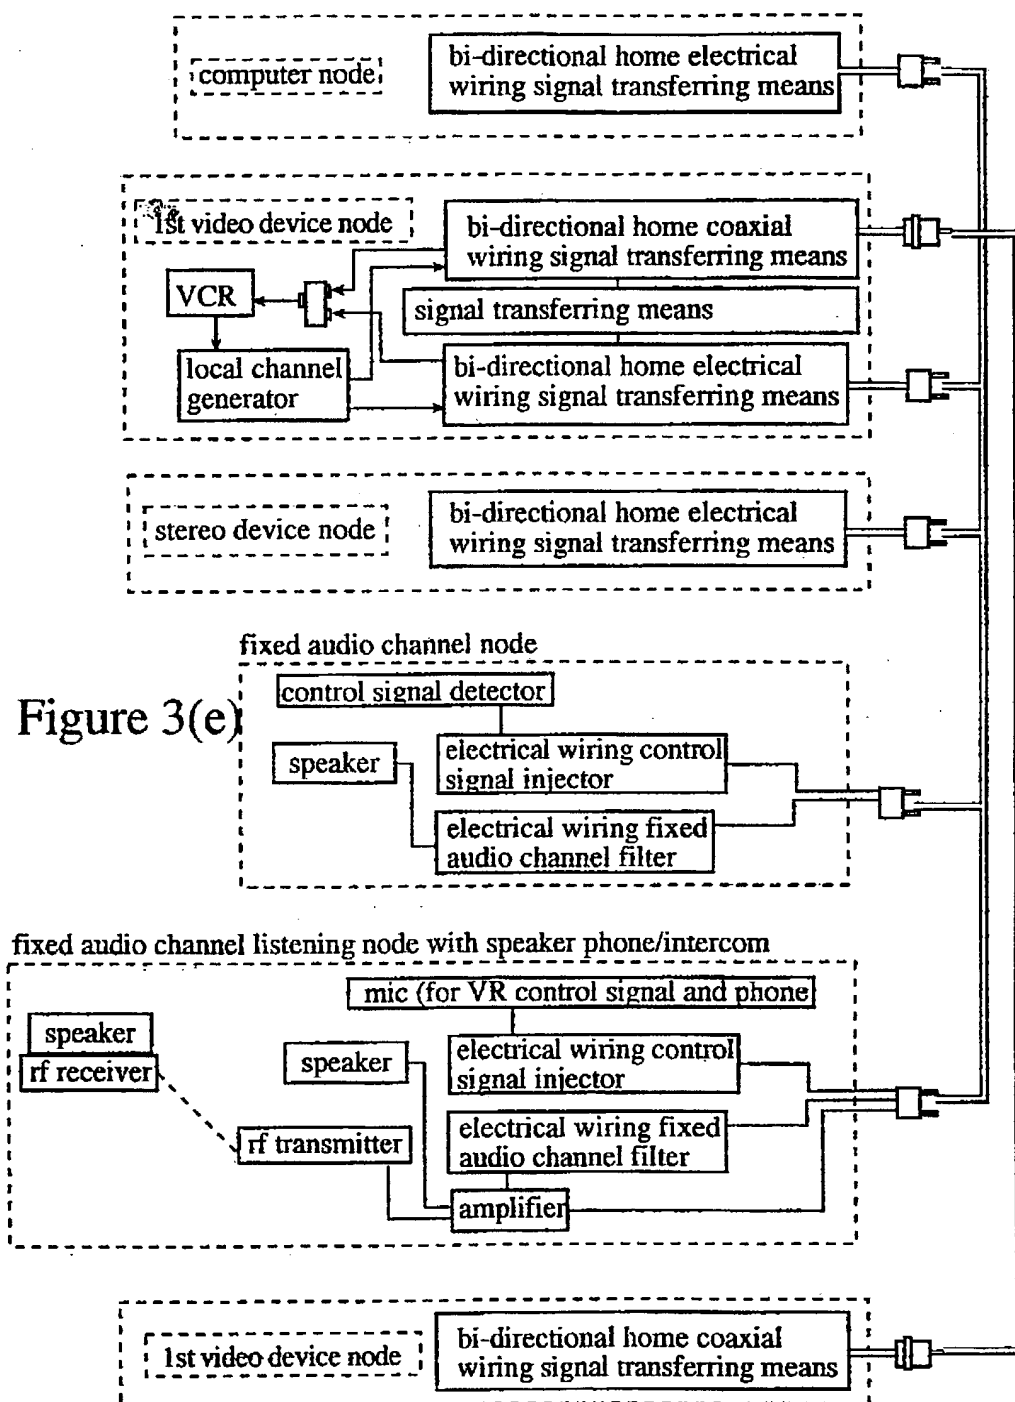 computer node
bi-directional home electrical
wiring signal transferring means
1st video device node
bi-directional home coaxial
wiring signal transferring means
VCR
signal transferring means
local channel
generator
bi-directional home electrical
wiring signal transferring means
stereo device node
bi-directional home electrical
wiring signal transferring means
fixed audio channel node
control signal detector
Figure 3(e)
speaker
electrical wiring control
signal injector
electrical wiring fixed
audio channel filter
fixed audio channel listening node with speaker phone/intercom
mic (for VR control signal and phone
speaker
rf receiver
speaker
electrical wiring control
signal injector
rf transmitter
electrical wiring fixed
audio channel filter
amplifier
1st video device node
bi-directional home coaxial
wiring signal transferring means